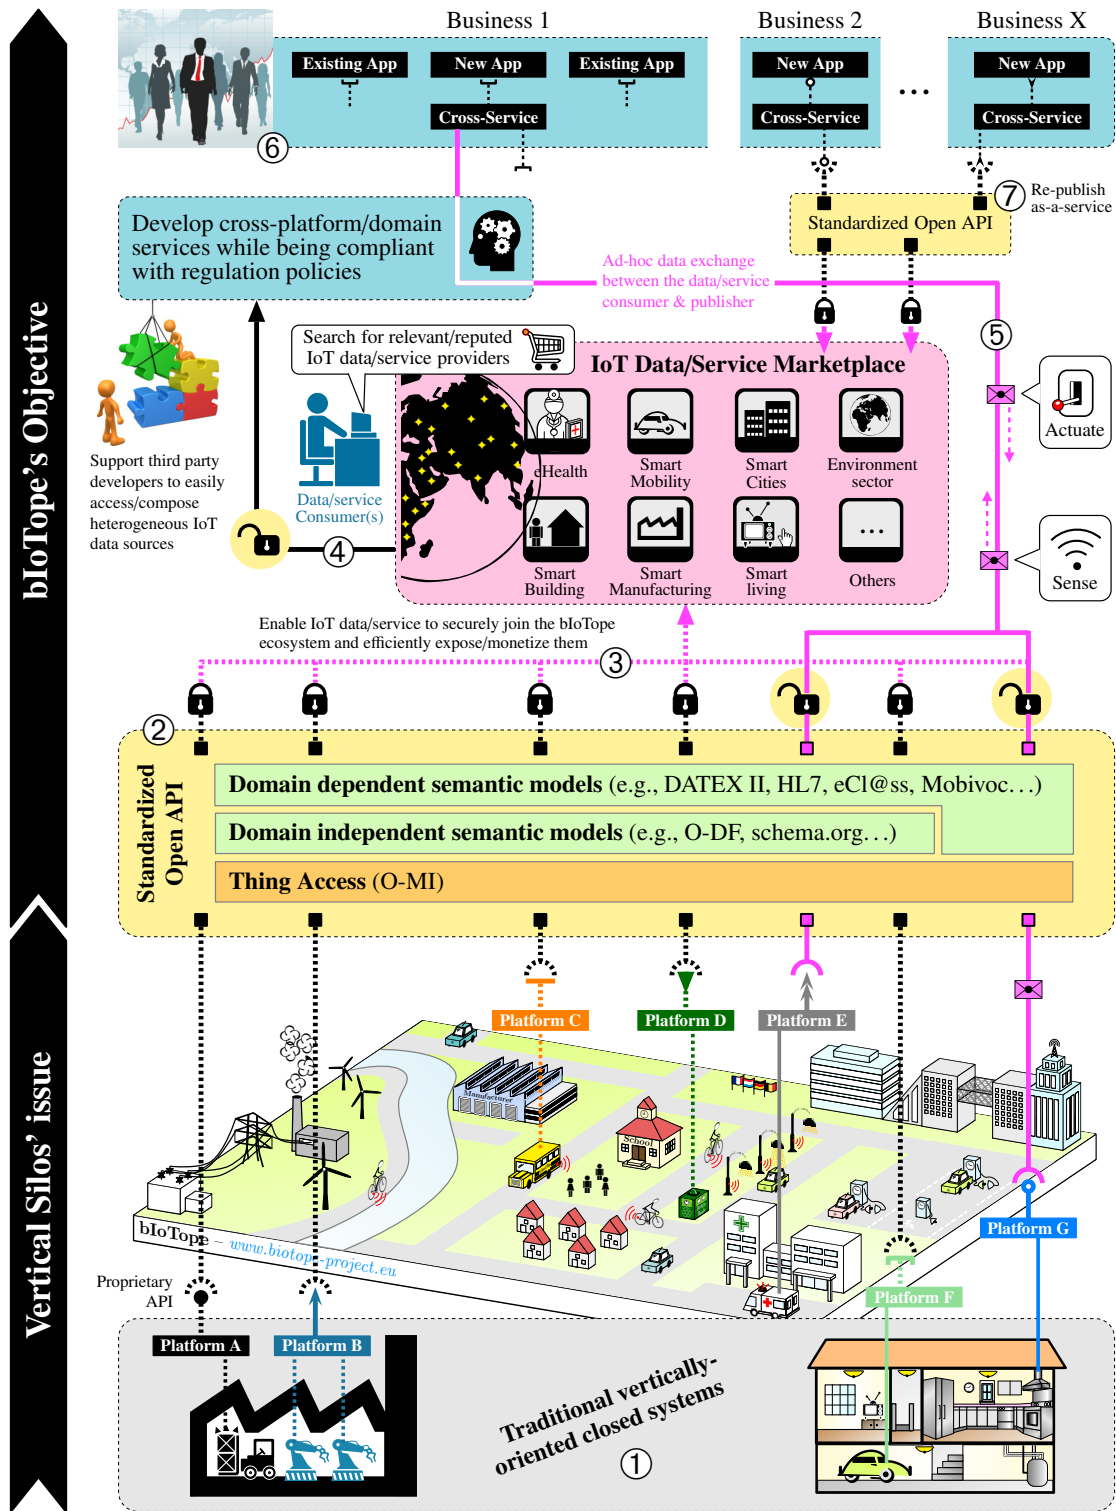 Business 1
Business 2
Business X
Existing App
New App
Existing App
New App
New App
Cross-Service
Cross-Service
Cross-Service
...
6
7
Re-publish
as-a-service
Standardized Open API
Develop cross-platform/domain
services while being compliant
with regulation policies
Ad-hoc data exchange
between the data/service
consumer & publisher
5
Search for relevant/reputed
IoT data/service providers
IoT Data/Service Marketplace
eHealth
Smart
Mobility
Smart
Cities
Environment
sector
Smart
Building
Smart
Manufacturing
Smart
living
...
Others
Actuate
Sense
Support third party
developers to easily
access/compose
heterogeneous IoT
data sources
Data/service
Consumer(s)
4
bIoTope's Objective
Enable IoT data/service to securely join the bIoTope
ecosystem and efficiently expose/monetize them
3
2
Standardized
Open API
Domain dependent semantic models (e.g., DATEX II, HL7, eCl@ss, Mobivoc...)
Domain independent semantic models (e.g., O-DF, schema.org...)
Thing Access (O-MI)
Vertical Silos' issue
Platform C
Platform D
Platform E
Manufacturer
School
Platform G
bIoTope - www.biotope-project.eu
Proprietary
API
Platform F
Platform A
Platform B
Traditional vertically-
oriented closed systems
1